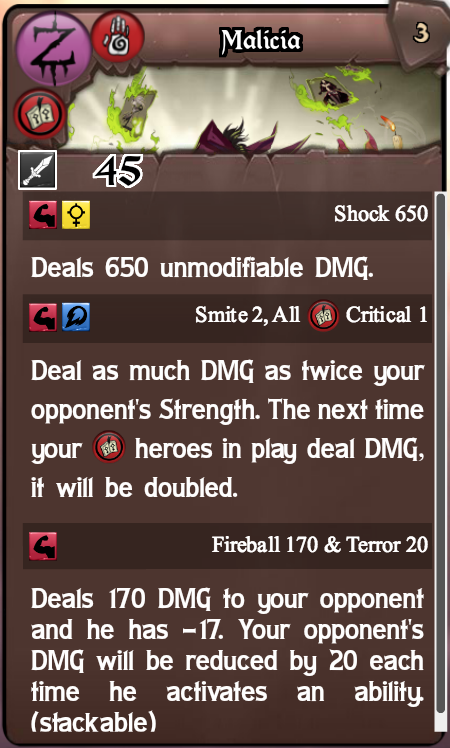 Malicia
3
45
Shock 650
Deals 650 unmodifiable DMG.
Smite 2, All Critical 1
Deal as much DMG as twice your
opponent's Strength. The next time
your heroes in play deal DMG,
it will be doubled.
Fireball 170 & Terror 20
Deals 170 DMG to your opponent
and he has -17. Your opponent's
DMG will be reduced by 20 each
time he activates an ability.
(stackable)